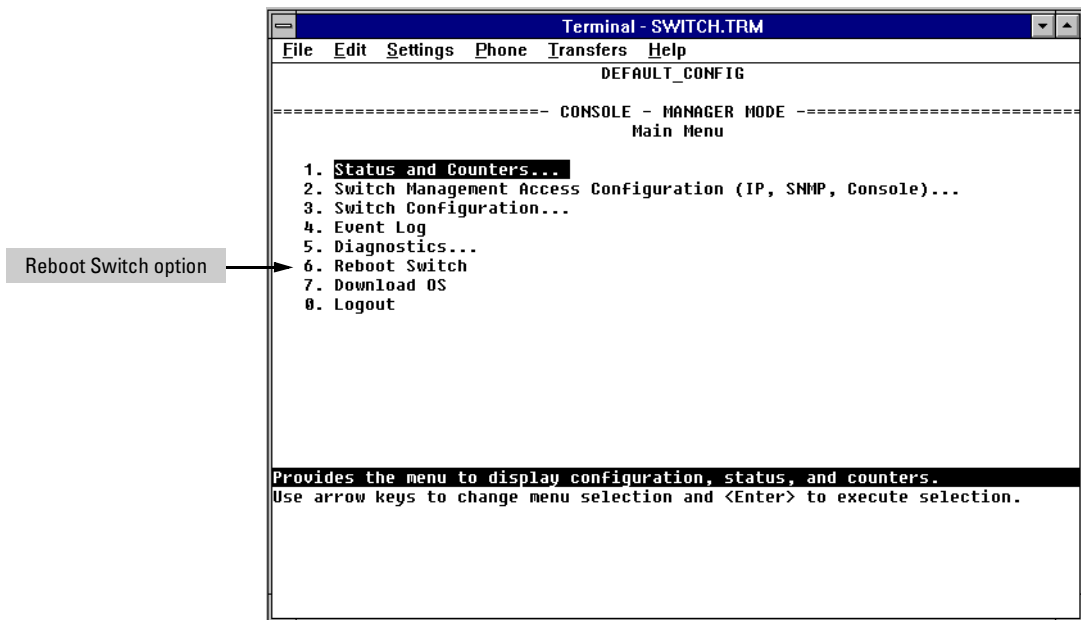 Terminal - SWITCH.TRM
File Edit Settings Phone Transfers Help
DEFAULT_CONFIG
==========================- CONSOLE - MANAGER MODE -===========================
Main Menu
1. Status and Counters...
2. Switch Management Access Configuration (IP, SNMP, Console)...
3. Switch Configuration...
4. Event Log
5. Diagnostics...
Reboot Switch option
6. Reboot Switch
7. Download OS
0. Logout
Provides the menu to display configuration, status, and counters.
Use arrow keys to change menu selection and <Enter> to execute selection.